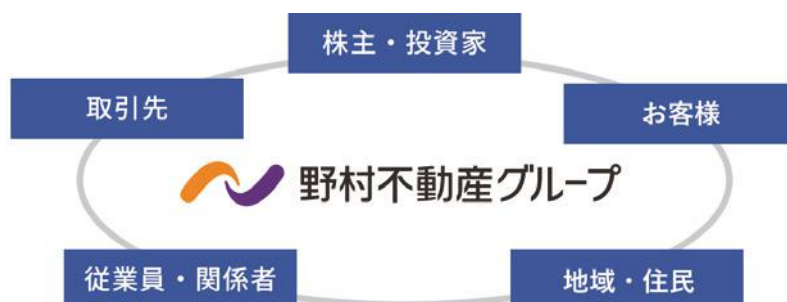 株主・投資家
取引先
お客様
野村不動産グループ
従業員・関係者
地域・住民